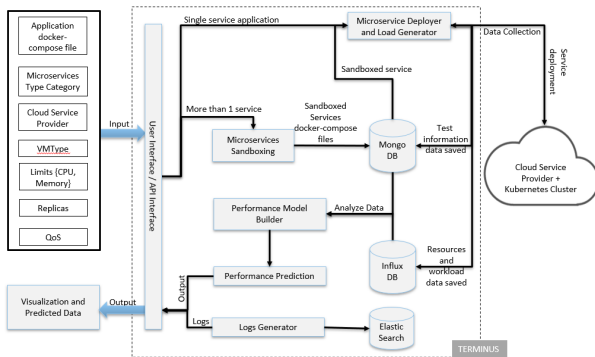 Application
docker-
compose file
Microservices
Type Category
Cloud Service
Provider
VMType
Limits {CPU,
Memory}
Replicas
QoS
Input
Output
Visualization and
Predicted Data
User Interface / API Interface
Single service application
Microservice Deployer
and Load Generator
Data Collection
Service
deployment
Sandboxed service
More than 1 service
Microservices
Sandboxing
Sandboxed
Services
docker-compose
files
Mongo
DB
Test
information
data saved
Cloud Service
Provider +
Kubernetes Cluster
Performance Model
Builder
Analyze Data
Influx
DB
Resources
and
workload
data saved
Performance Prediction
Output
Logs
Logs Generator
Elastic
Search
TERMINUS